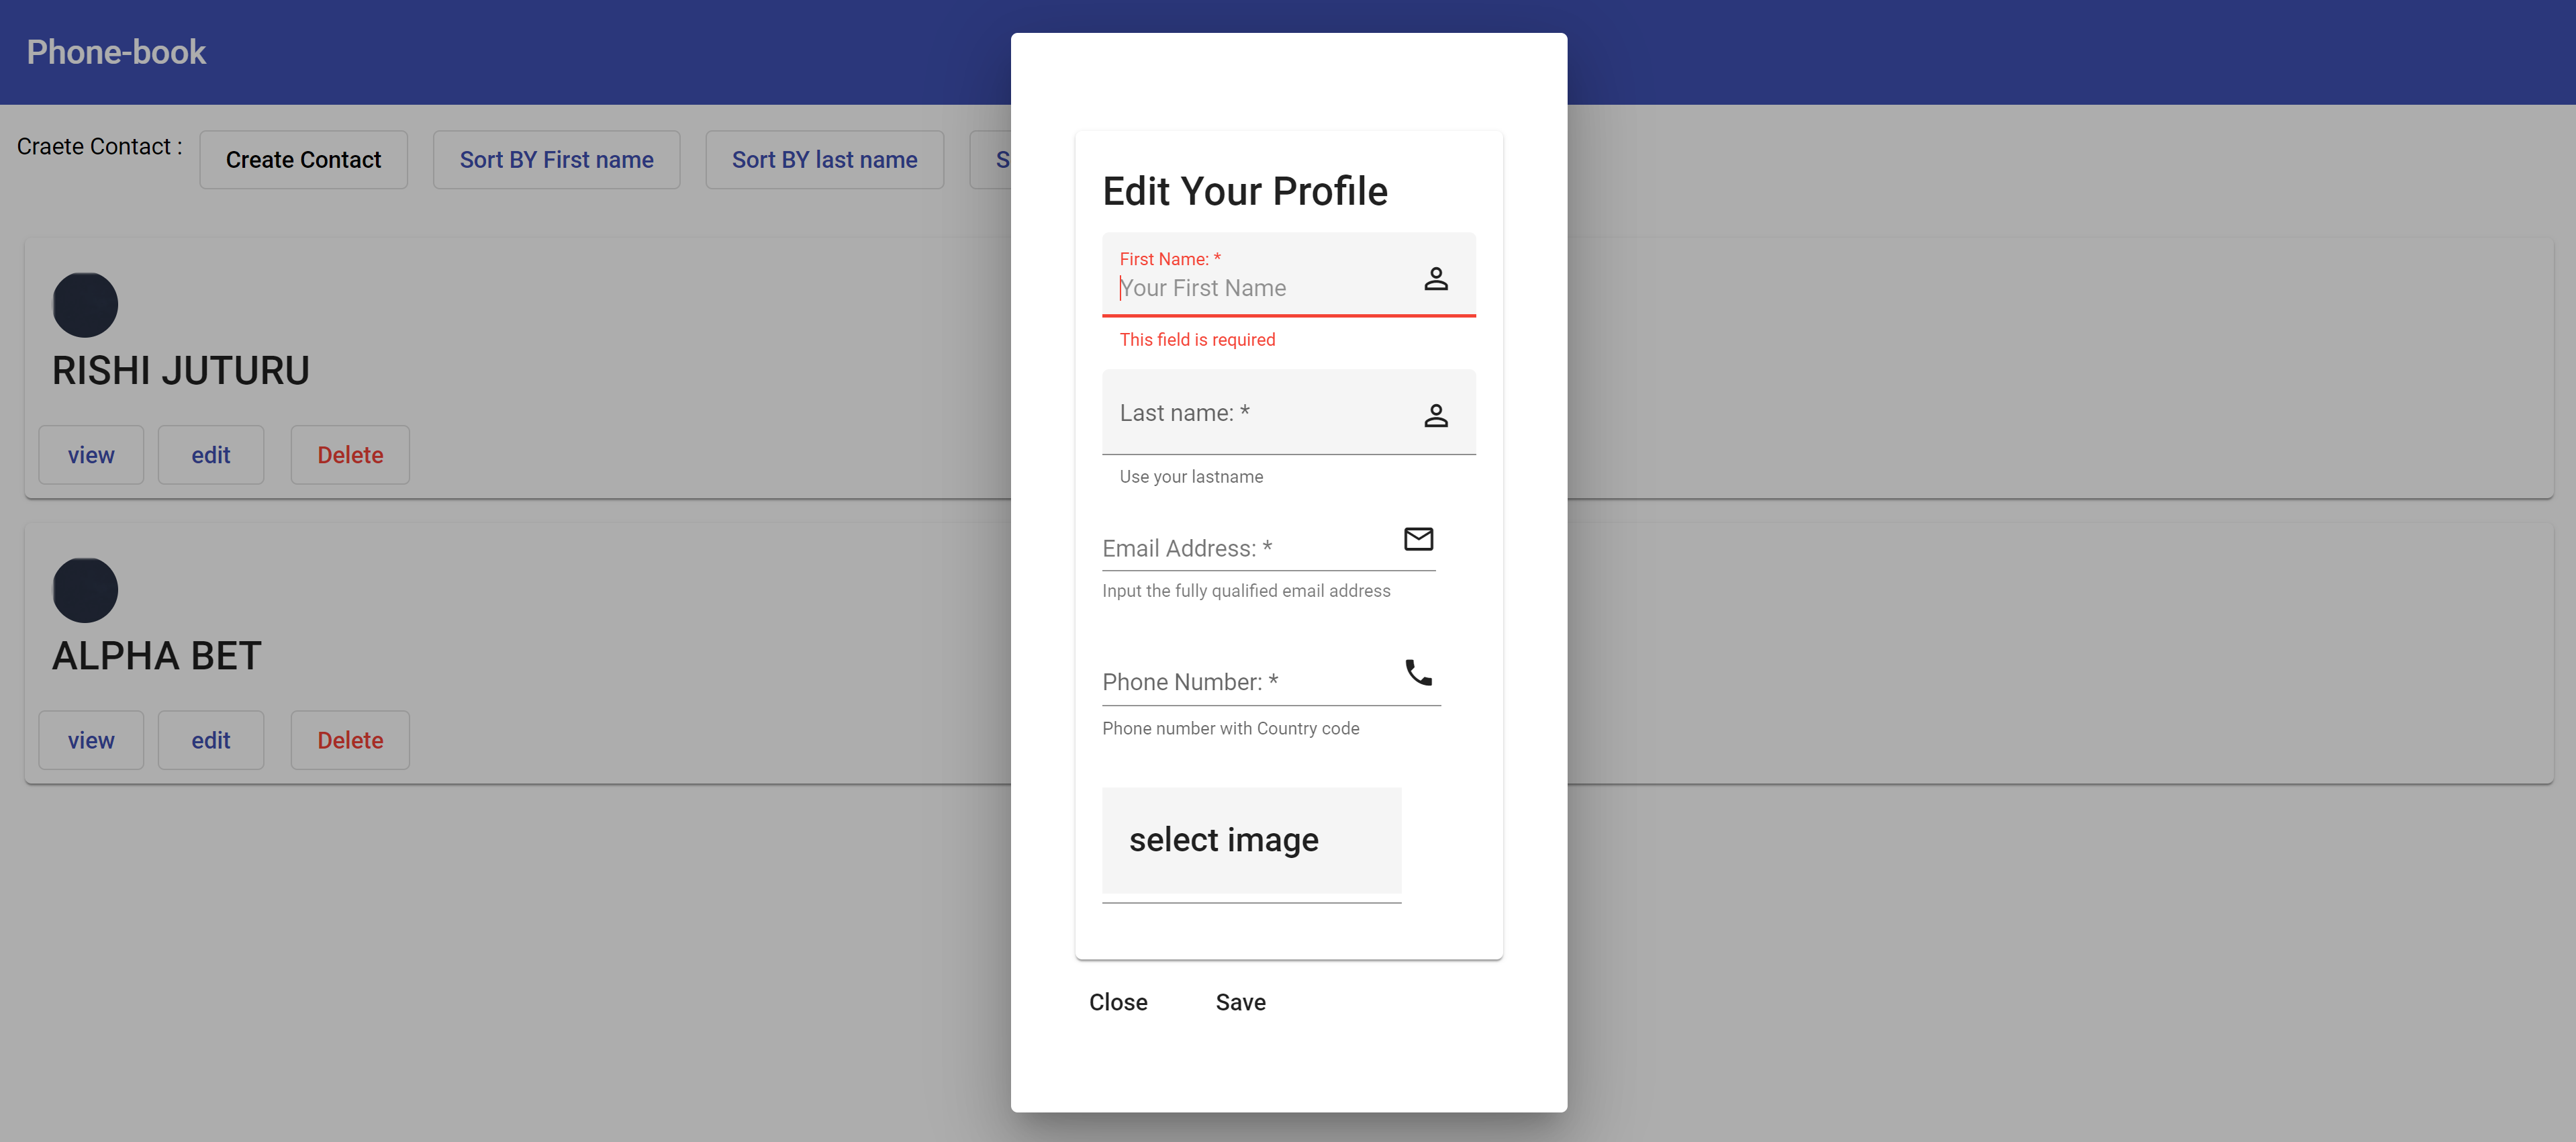 Phone-book
Craete Contact :
Create Contact
Sort BY First name
Sort BY last name
S
RISHI JUTURU
view
edit
Delete
ALPHA BET
view
edit
Delete
Edit Your Profile
First Name: *
Your First Name
This field is required
Last name: *
Use your lastname
Email Address: *
Input the fully qualified email address
Phone Number: *
Phone number with Country code
select image
Close
Save